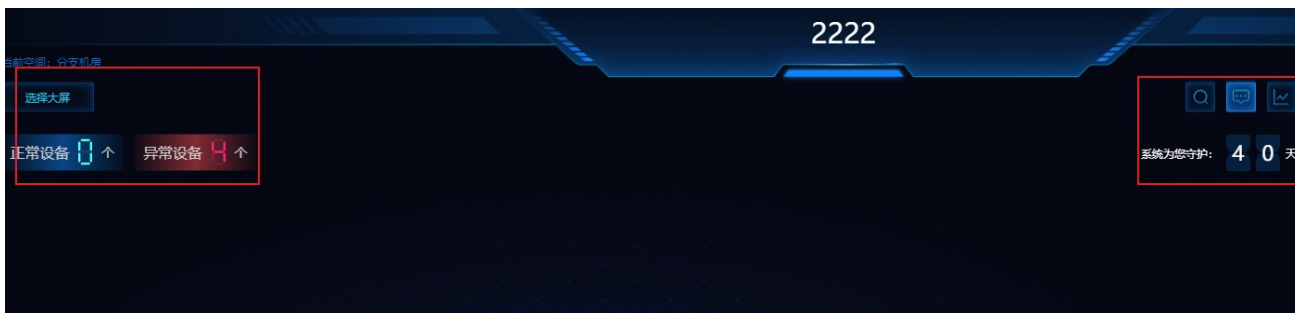 2222
当前空间：分支机房
选择大屏
正常设备 0 个 异常设备 4 个
系统为您守护： 4 0 天